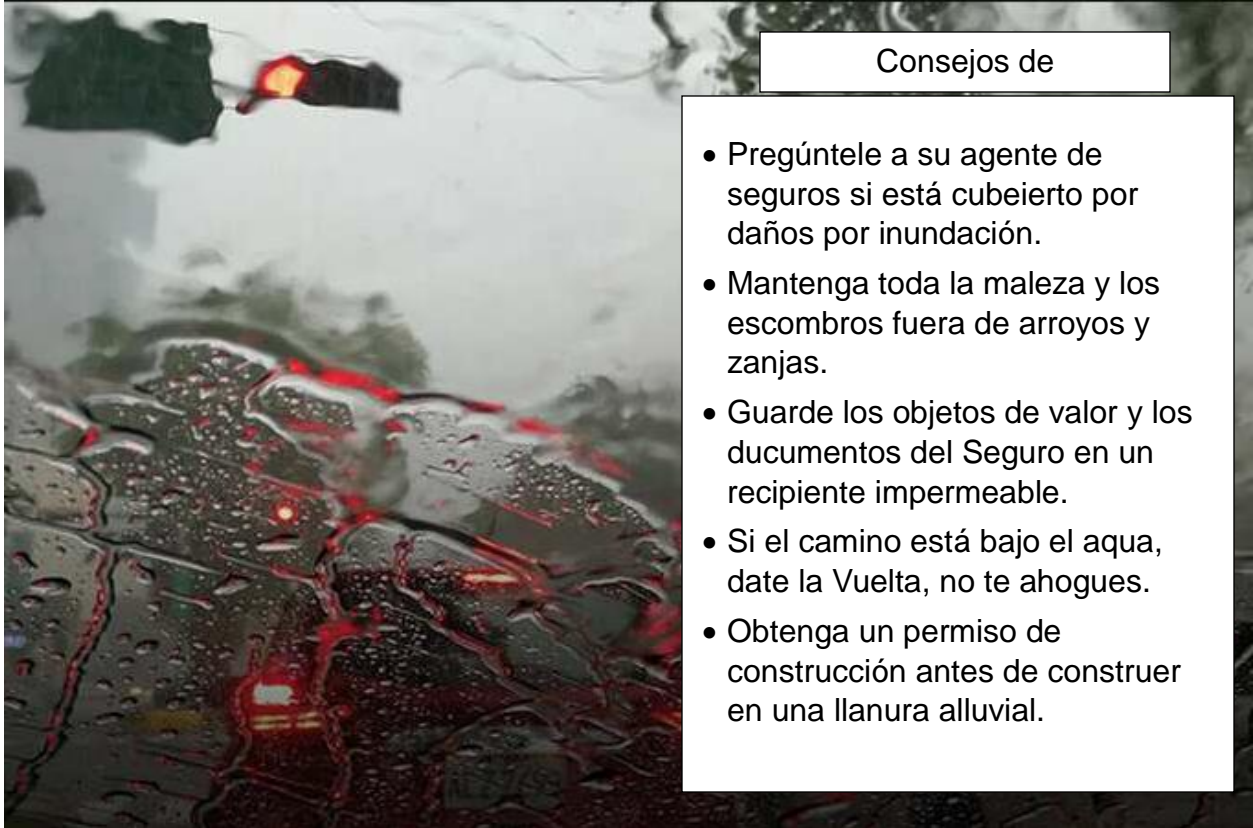 Consejos de
• Pregúntele a su agente de
seguros si está cubeierto por
daños por inundación.
• Mantenga toda la maleza y los
escombros fuera de arroyos y
zanjas.
• Guarde los objetos de valor y los
ducumentos del Seguro en un
recipiente impermeable.
• Si el camino está bajo el aqua,
date la Vuelta, no te ahogues.
• Obtenga un permiso de
construcción antes de construer
en una llanura alluvial.